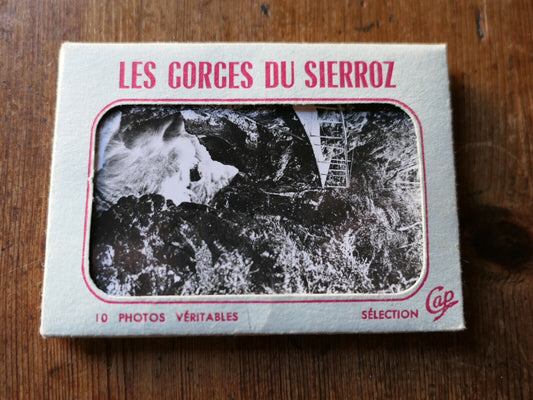 LES GORGES DU SIERROZ
10 PHOTOS VÉRITABLES
SÉLECTION Cap